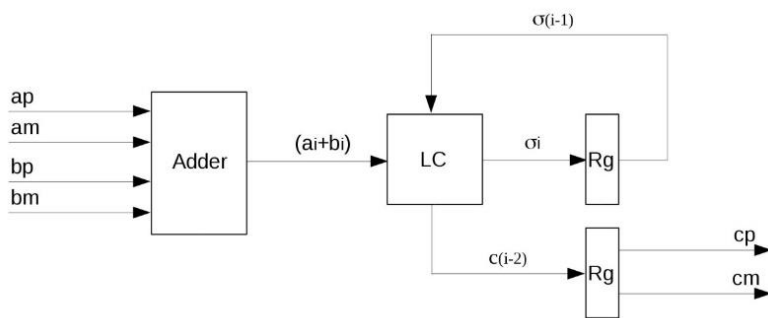 σ(i-1)
ap
am
bp
bm
Adder
(ai+bi)
LC
σi
Rg
c(i-2)
Rg
cp
cm